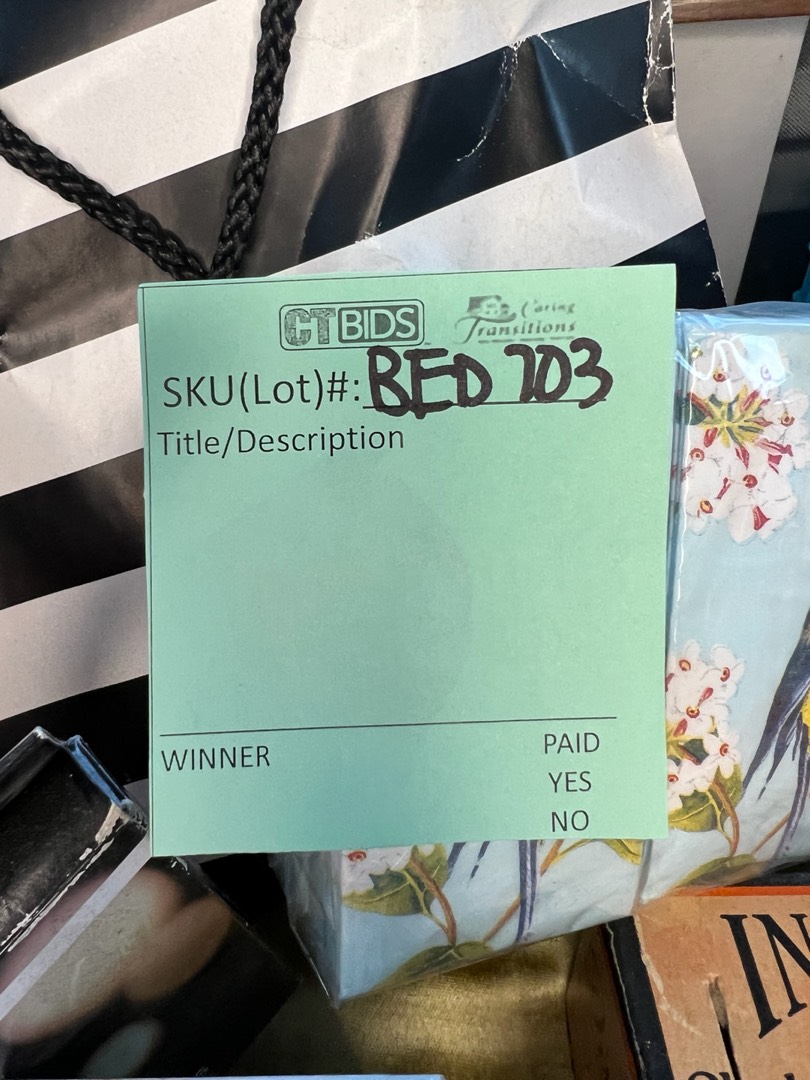 CT BIDS
Caring
Transitions
SKU(Lot)#: BED 703
Title/Description
WINNER
PAID
YES
NO
IN